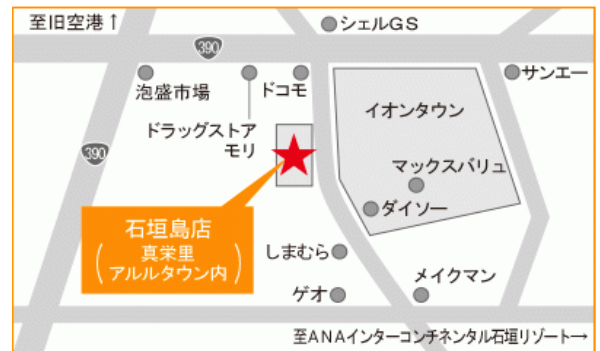 至旧空港↑
シェルGS
390
サンエー
泡盛市場
ドコモ
イオンタウン
ドラッグストア
モリ
390
マックスバリュ
ダイソー
石垣島店
(真栄里
アルルタウン内)
しまむら
メイクマン
ゲオ
至ANAインターコンチネンタル石垣リゾート→